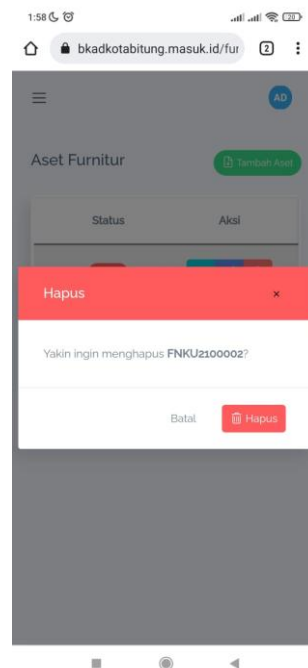 1:58
20
bkadkotabitung.masuk.id/fur
2
AD
Aset Furnitur
Tambah Aset
Status
Aksi
Hapus
×
Yakin ingin menghapus FNKU2100002?
Batal
Hapus